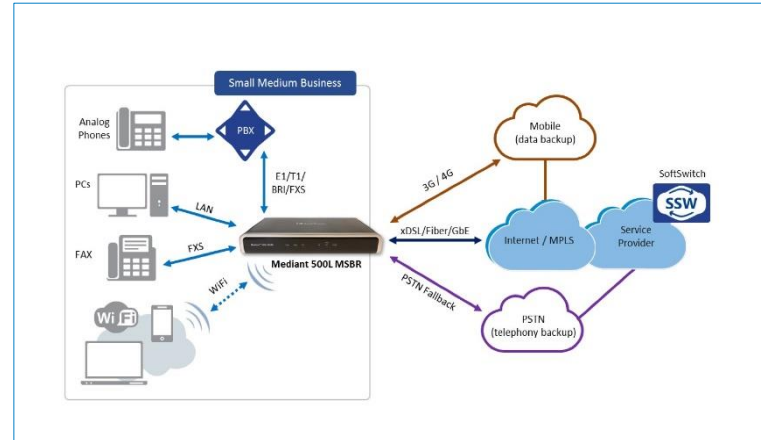 Small Medium Business
Analog
Phones
PBX
E1/T1/
BRI/FXS
PCs
LAN
FAX
FXS
Mediant 500L MSBR
WiFi
Wi Fi
3G / 4G
Mobile
(data backup)
SoftSwitch
SSW
xDSL/Fiber/GbE
Internet / MPLS
Service
Provider
PSTN Fallback
PSTN
(telephony backup)